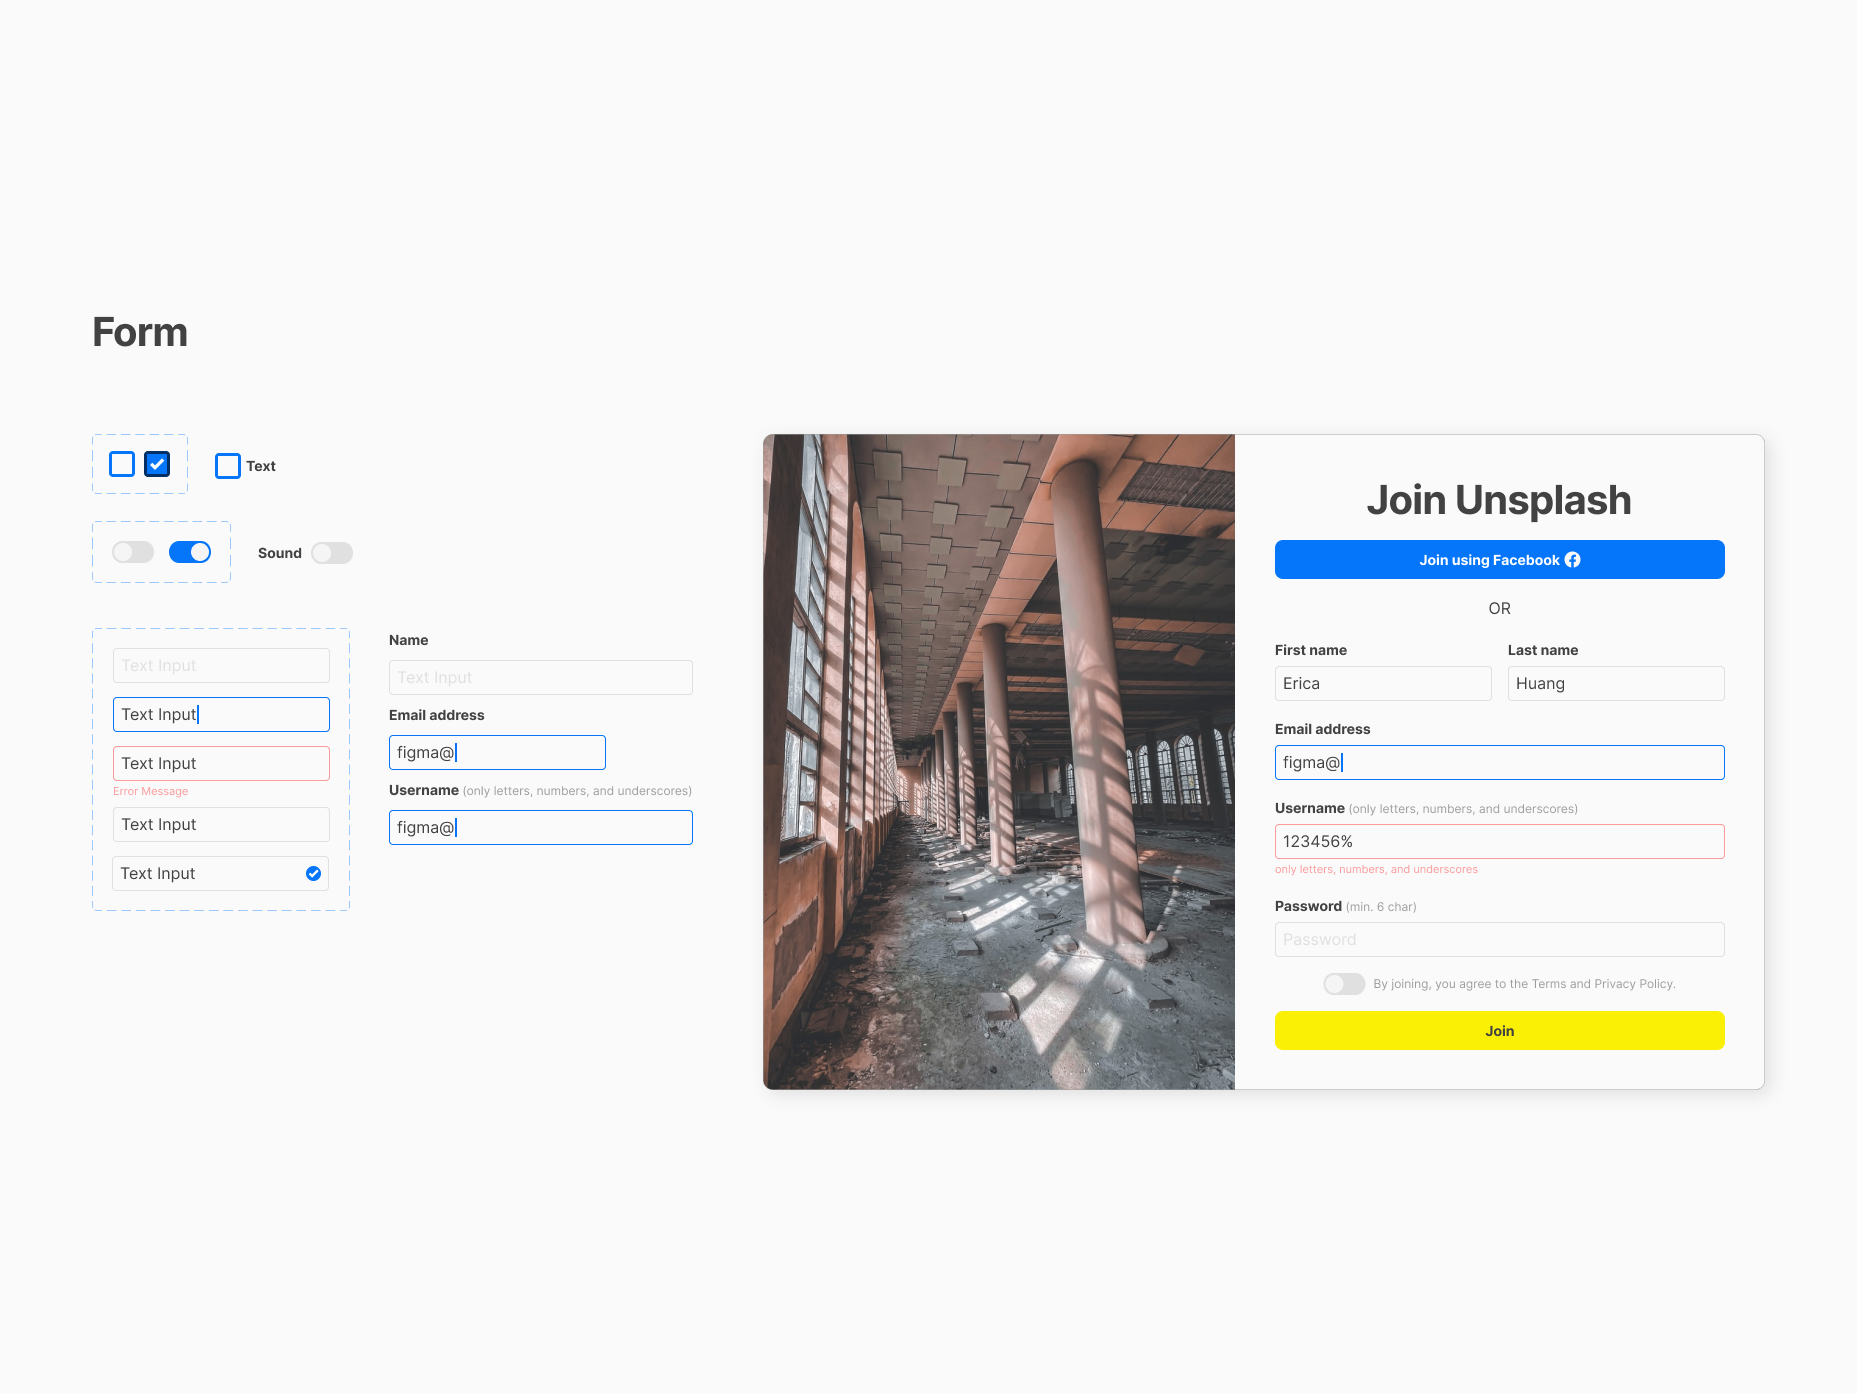 Form
Text
Sound
Text Input
Text Input
Text Input
Error Message
Text Input
Text Input
Name
Text Input
Email address
figma@
Username (only letters, numbers, and underscores)
figma@
Join Unsplash
Join using Facebook
OR
First name
Last name
Erica
Huang
Email address
figma@
Username (only letters, numbers, and underscores)
123456%
only letters, numbers, and underscores
Password (min. 6 char)
Password
By joining, you agree to the Terms and Privacy Policy.
Join